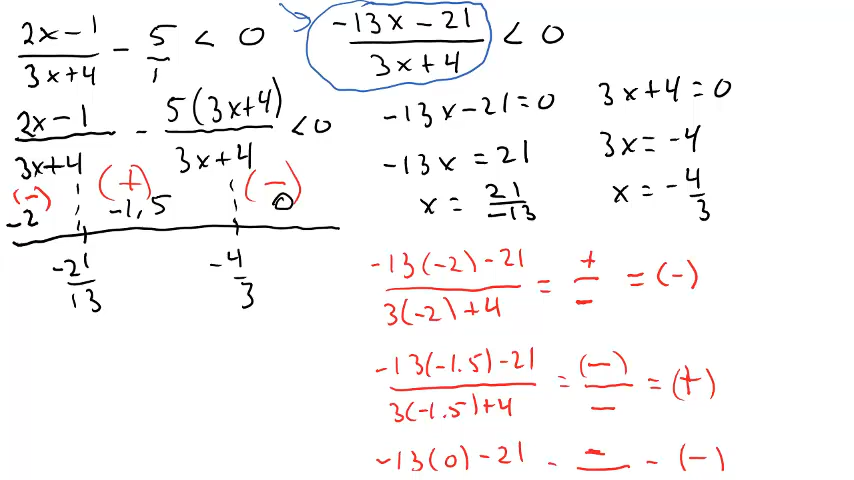 (2x - 1)/(3x + 4) - 5/1 < 0
(2x - 1)/(3x + 4) - 5(3x + 4)/(3x + 4) < 0
(-) (+) (-)
-2 -1,5 0
-21/13 -4/3
(-13x - 21)/(3x + 4) < 0
-13x - 21 = 0
-13x = 21
x = 21/-13
3x + 4 = 0
3x = -4
x = -4/3
(-13(-2) - 21)/(3(-2) + 4) = +/- = (-)
(-13(-1.5) - 21)/(3(-1.5) + 4) = (-)/- = (+)
-13(0) - 21 - - (-)